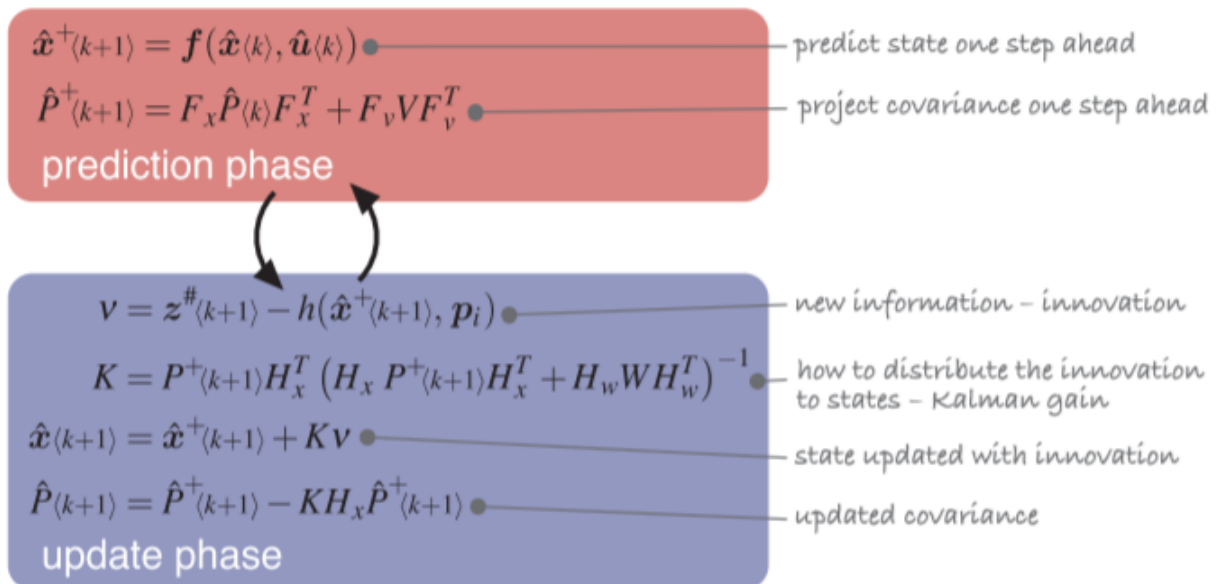 x̂⁺⟨k+1⟩ = f(x̂⟨k⟩, û⟨k⟩)
predict state one step ahead
P̂⁺⟨k+1⟩ = FₓP̂⟨k⟩Fₓᵀ + FᵥVFᵥᵀ
project covariance one step ahead
prediction phase
ν = z^#⟨k+1⟩ − h(x̂⁺⟨k+1⟩, pᵢ)
new information – innovation
K = P⁺⟨k+1⟩Hₓᵀ (Hₓ P⁺⟨k+1⟩Hₓᵀ + H_w W H_wᵀ)⁻¹
how to distribute the innovation
to states – Kalman gain
x̂⟨k+1⟩ = x̂⁺⟨k+1⟩ + Kν
state updated with innovation
P̂⟨k+1⟩ = P̂⁺⟨k+1⟩ − KHₓP̂⁺⟨k+1⟩
updated covariance
update phase